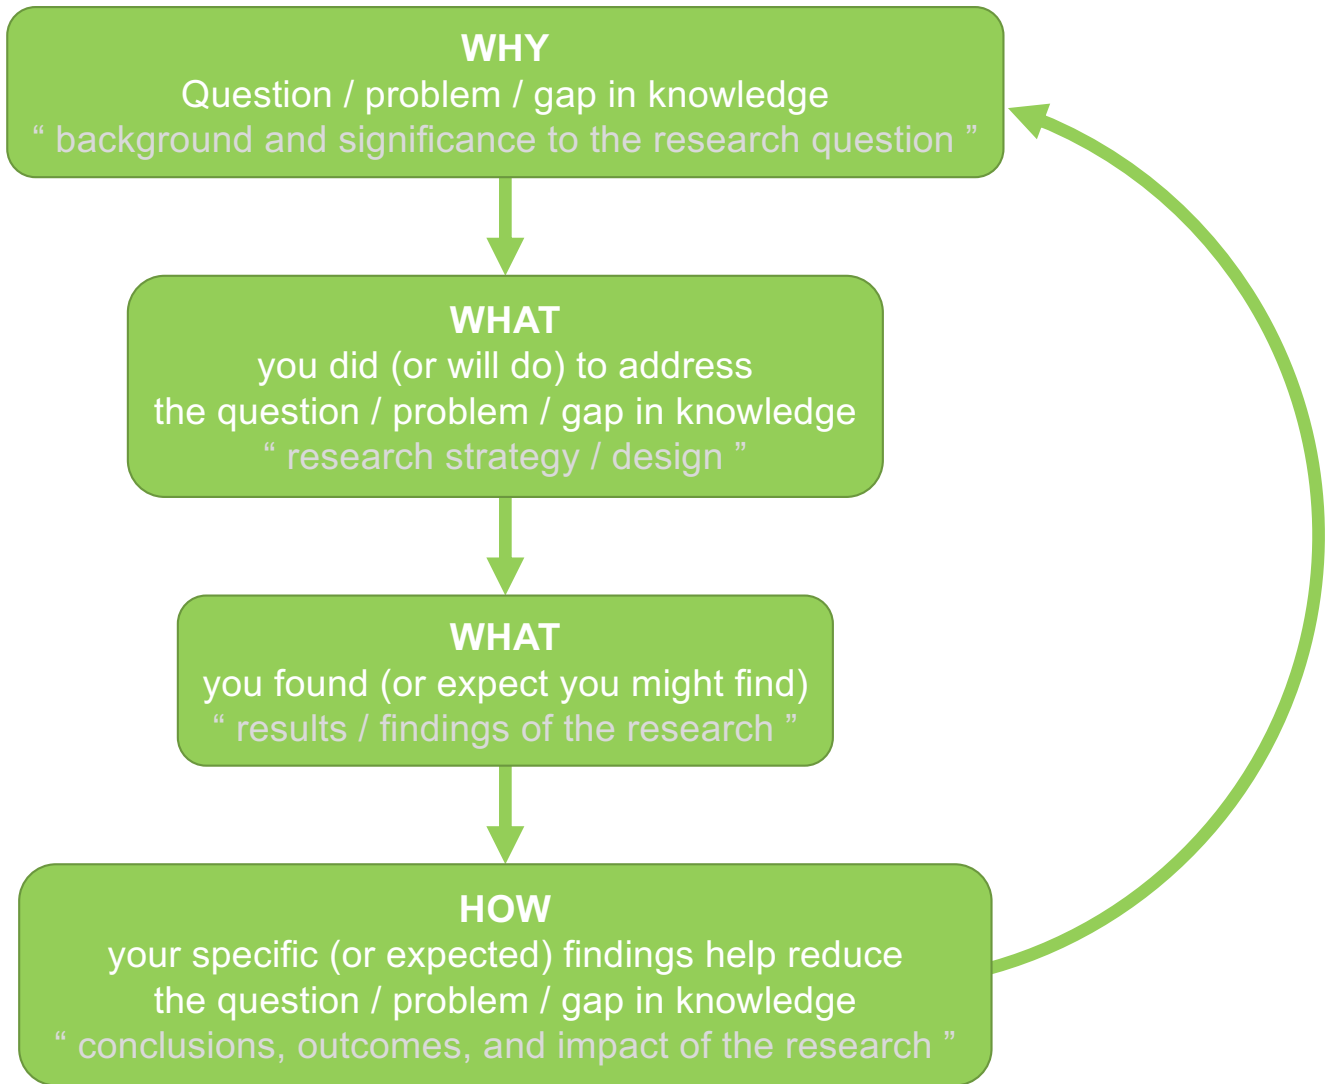 WHY
Question / problem / gap in knowledge
“ background and significance to the research question ”
WHAT
you did (or will do) to address
the question / problem / gap in knowledge
“ research strategy / design ”
WHAT
you found (or expect you might find)
“ results / findings of the research ”
HOW
your specific (or expected) findings help reduce
the question / problem / gap in knowledge
“ conclusions, outcomes, and impact of the research ”